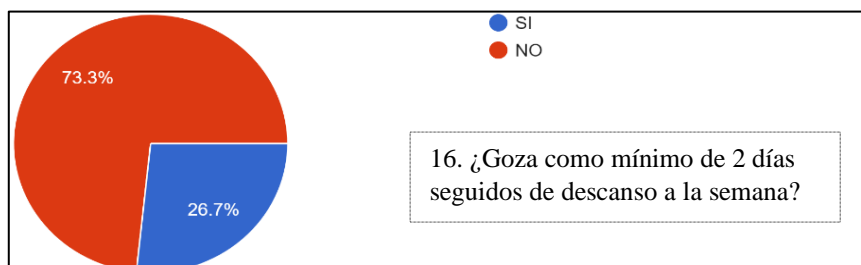 SI
NO
73.3%
26.7%
16. ¿Goza como mínimo de 2 días
seguidos de descanso a la semana?